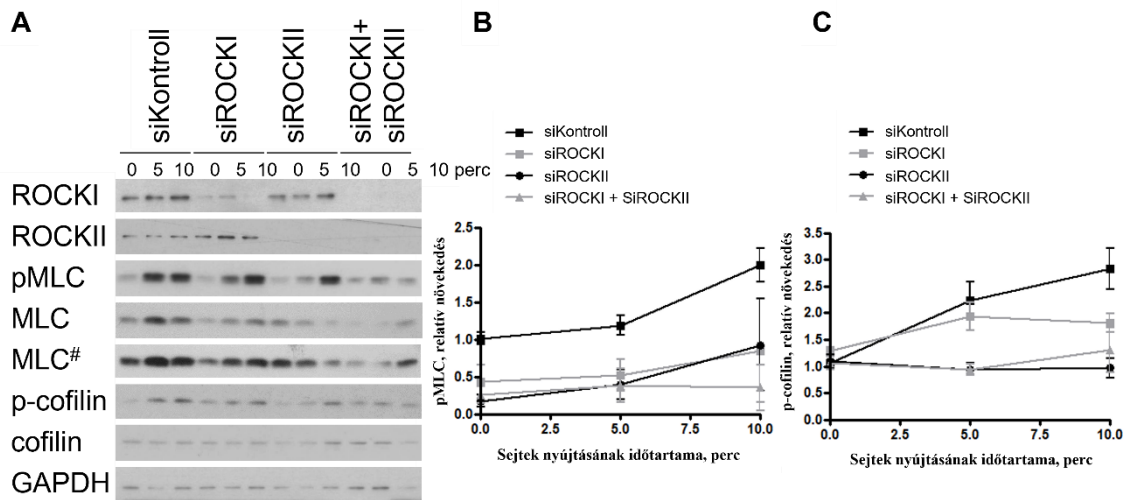 A
siKontroll
siROCKI
siROCKII
siROCKI+
siROCKII
0 5 10 0 5 10 0 5 10 0 5 10 perc
ROCKI
ROCKII
pMLC
MLC
MLC#
p-cofilin
cofilin
GAPDH
B
siKontroll
siROCKI
siROCKII
siROCKI + SiROCKII
pMLC, relatív növekedés
2.5
2.0
1.5
1.0
0.5
0.0
0.0 2.5 5.0 7.5 10.0
Sejtek nyújtásának időtartama, perc
C
siKontroll
siROCKI
siROCKII
siROCKI + SiROCKII
p-cofilin, relatív növekedés
3.5
3.0
2.5
2.0
1.5
1.0
0.5
0.0
0.0 2.5 5.0 7.5 10.0
Sejtek nyújtásának időtartama, perc